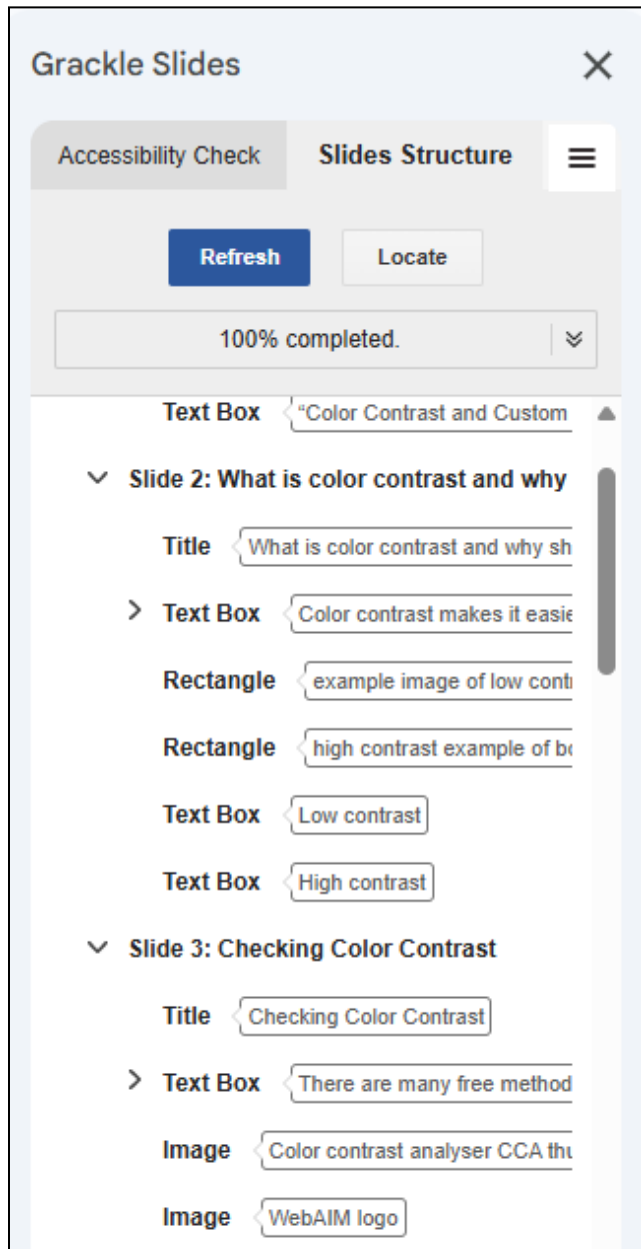 Grackle Slides
Accessibility Check Slides Structure
Refresh Locate
100% completed.
Text Box “Color Contrast and Custom
Slide 2: What is color contrast and why
Title What is color contrast and why sh
Text Box Color contrast makes it easie
Rectangle example image of low cont
Rectangle high contrast example of bo
Text Box Low contrast
Text Box High contrast
Slide 3: Checking Color Contrast
Title Checking Color Contrast
Text Box There are many free method
Image Color contrast analyser CCA thu
Image WebAIM logo